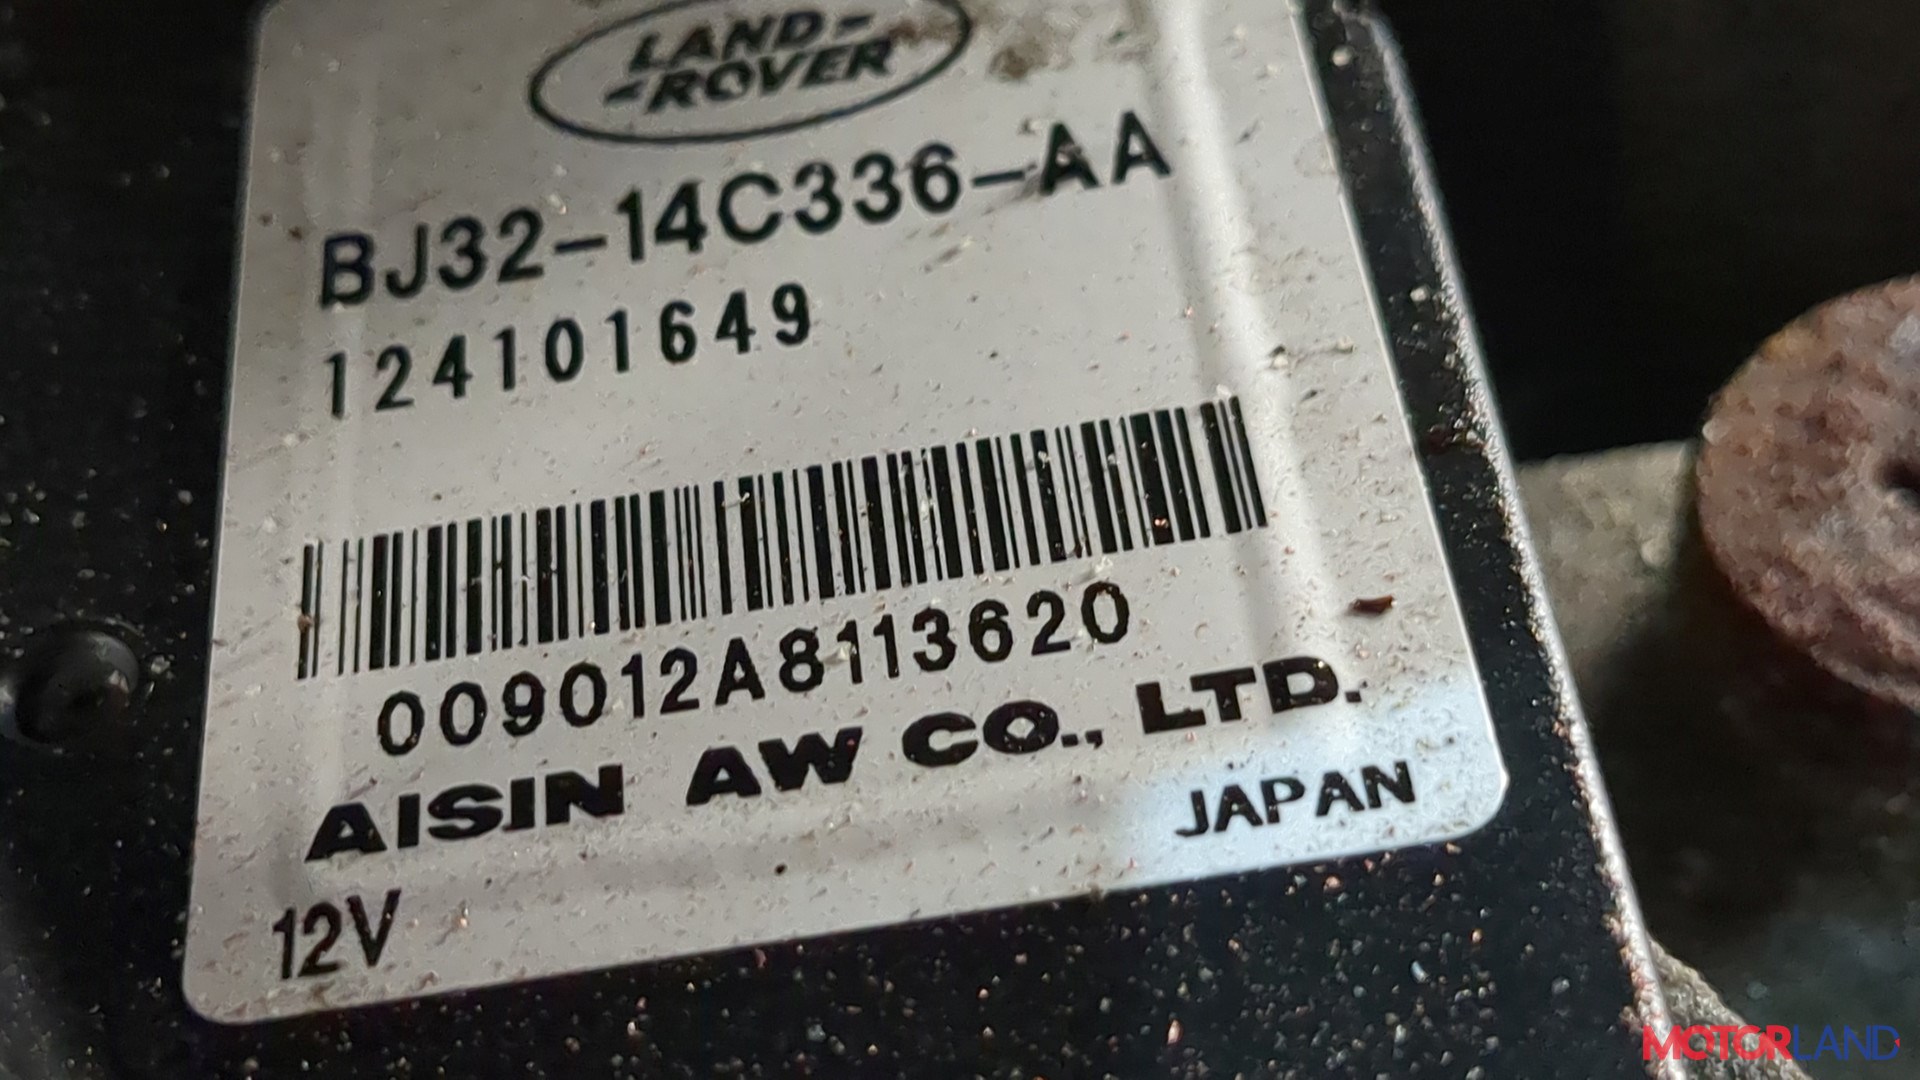 LAND-
-ROVER
BJ32-14C336-AA
124101649
009012A8113620
AISIN AW CO., LTD.
JAPAN
12V
MOTORLAND